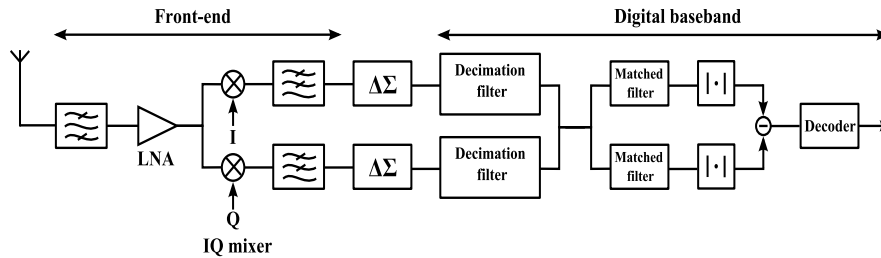 Front-end
Digital baseband
I
ΔΣ
Decimation
filter
Matched
filter
|·|
LNA
Decoder
ΔΣ
Decimation
filter
Matched
filter
|·|
Q
IQ mixer